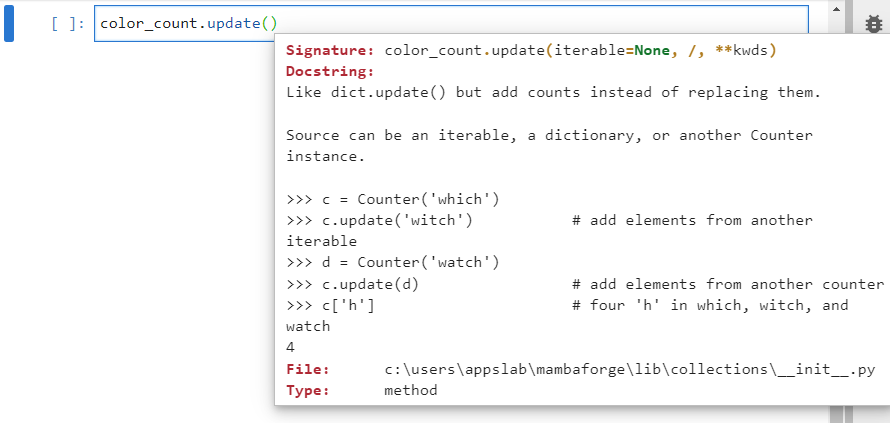 [ ]: color_count.update()
Signature: color_count.update(iterable=None, /, **kwds)
Docstring:
Like dict.update() but add counts instead of replacing them.
Source can be an iterable, a dictionary, or another Counter
instance.
>>> c = Counter('which')
>>> c.update('witch')           # add elements from another
iterable
>>> d = Counter('watch')
>>> c.update(d)                 # add elements from another counter
>>> c['h']                      # four 'h' in which, witch, and
watch
4
File:      c:\users\appslab\mambaforge\lib\collections\__init__.py
Type:      method